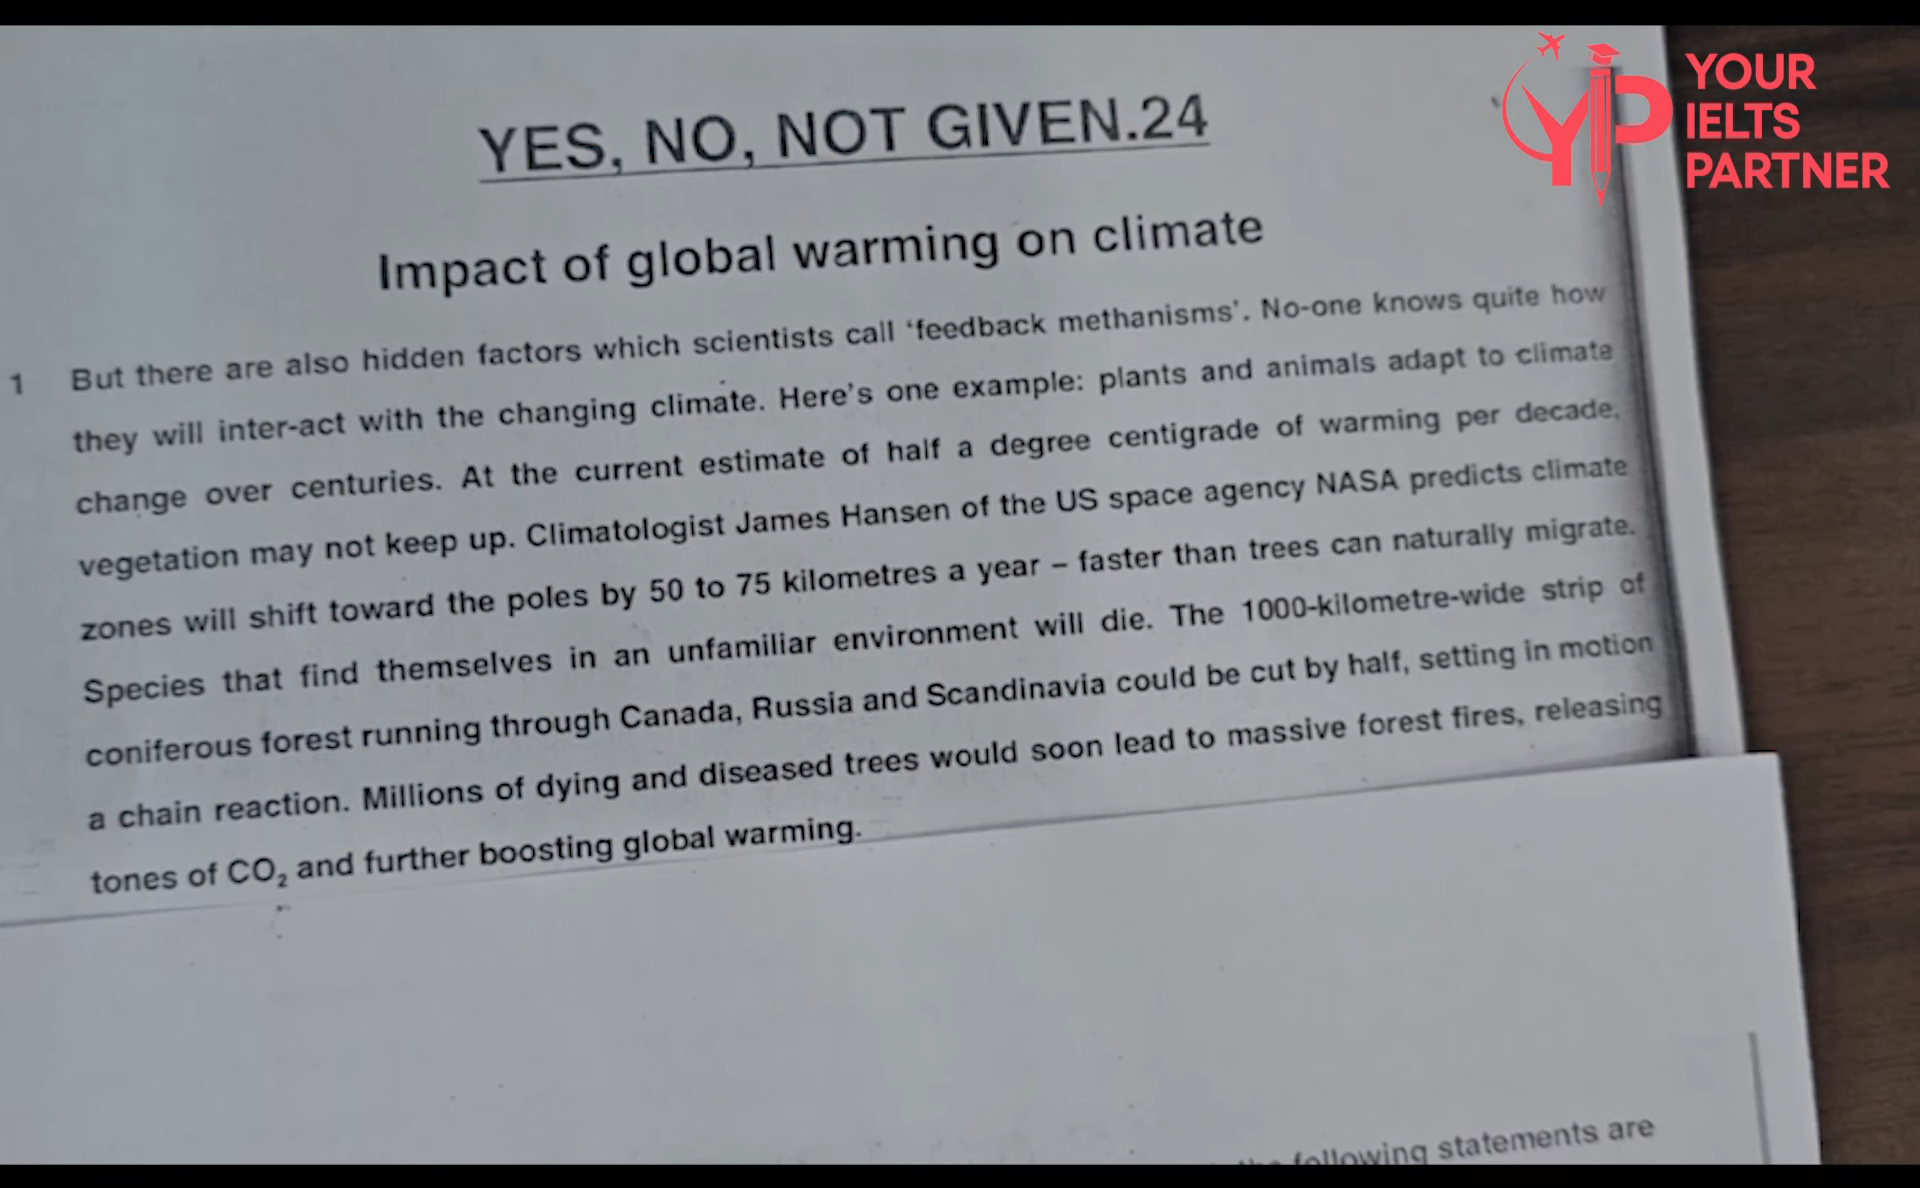 YOUR
IELTS
PARTNER
YES, NO, NOT GIVEN.24
Impact of global warming on climate
1 But there are also hidden factors which scientists call ‘feedback methanisms’. No-one knows quite how
they will inter-act with the changing climate. Here’s one example: plants and animals adapt to climate
change over centuries. At the current estimate of half a degree centigrade of warming per decade,
vegetation may not keep up. Climatologist James Hansen of the US space agency NASA predicts climate
zones will shift toward the poles by 50 to 75 kilometres a year – faster than trees can naturally migrate.
Species that find themselves in an unfamiliar environment will die. The 1000-kilometre-wide strip of
coniferous forest running through Canada, Russia and Scandinavia could be cut by half, setting in motion
a chain reaction. Millions of dying and diseased trees would soon lead to massive forest fires, releasing
tones of CO₂ and further boosting global warming.
following statements are